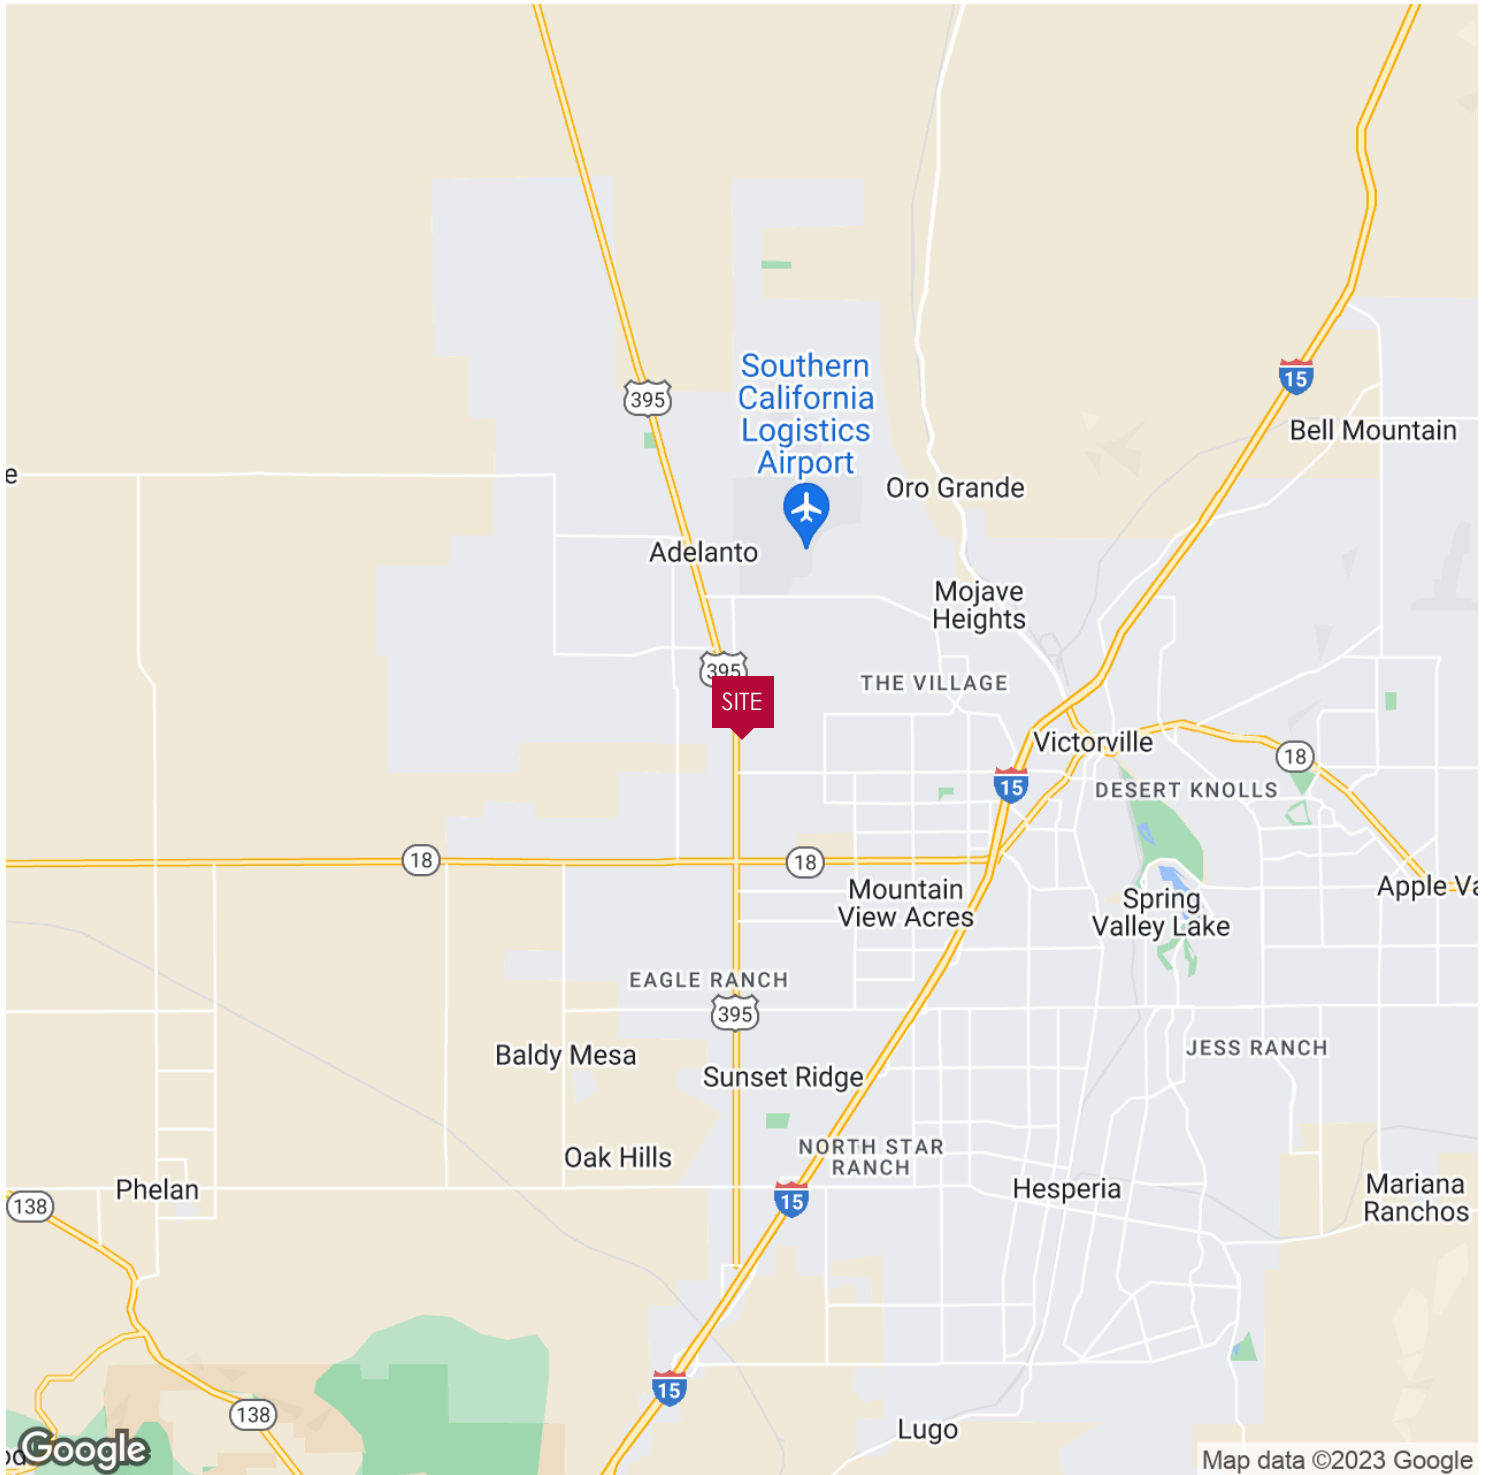 395
Southern
California
Logistics
Airport
15
Bell Mountain
e
Oro Grande
Adelanto
Mojave
Heights
395
SITE
THE VILLAGE
Victorville
18
15
DESERT KNOLLS
18
18
Mountain
View Acres
Apple Va
Spring
Valley Lake
EAGLE RANCH
395
Baldy Mesa
JESS RANCH
Sunset Ridge
NORTH STAR
RANCH
Oak Hills
Phelan
138
15
Hesperia
Mariana
Ranchos
15
138
Lugo
od
Google
Map data ©2023 Google